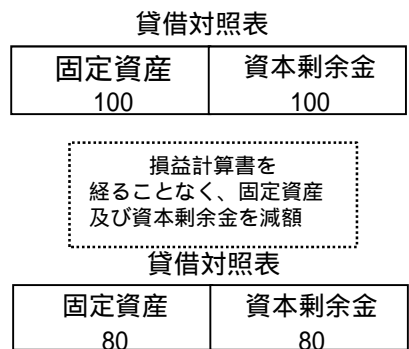 貸借対照表
固定資産 資本剰余金
100 100
損益計算書を
経ることなく、固定資産
及び資本剰余金を減額
貸借対照表
固定資産 資本剰余金
80 80